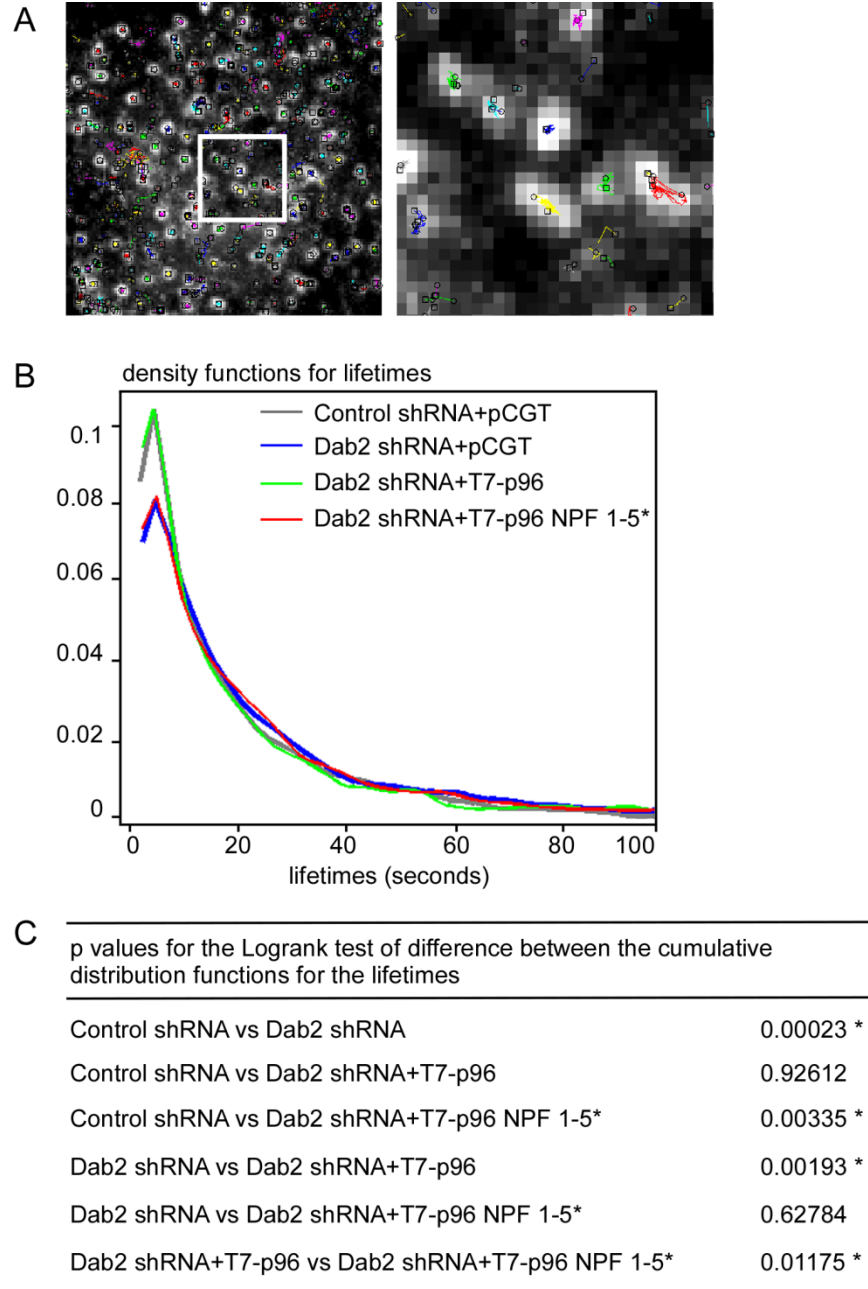 A
B
density functions for lifetimes
Control shRNA+pCGT
Dab2 shRNA+pCGT
Dab2 shRNA+T7-p96
Dab2 shRNA+T7-p96 NPF 1-5*
0.1
0.08
0.06
0.04
0.02
0
0 20 40 60 80 100
lifetimes (seconds)
C
p values for the Logrank test of difference between the cumulative
distribution functions for the lifetimes
Control shRNA vs Dab2 shRNA 0.00023 *
Control shRNA vs Dab2 shRNA+T7-p96 0.92612
Control shRNA vs Dab2 shRNA+T7-p96 NPF 1-5* 0.00335 *
Dab2 shRNA vs Dab2 shRNA+T7-p96 0.00193 *
Dab2 shRNA vs Dab2 shRNA+T7-p96 NPF 1-5* 0.62784
Dab2 shRNA+T7-p96 vs Dab2 shRNA+T7-p96 NPF 1-5* 0.01175 *